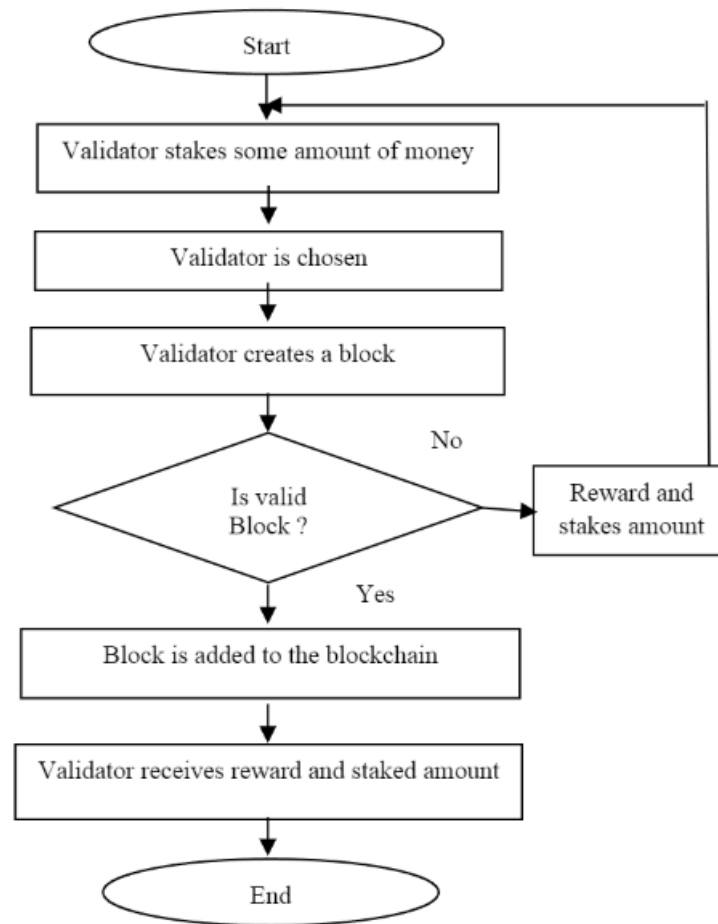 Start
Validator stakes some amount of money
Validator is chosen
Validator creates a block
No
Is valid
Block ?
Reward and
stakes amount
Yes
Block is added to the blockchain
Validator receives reward and staked amount
End